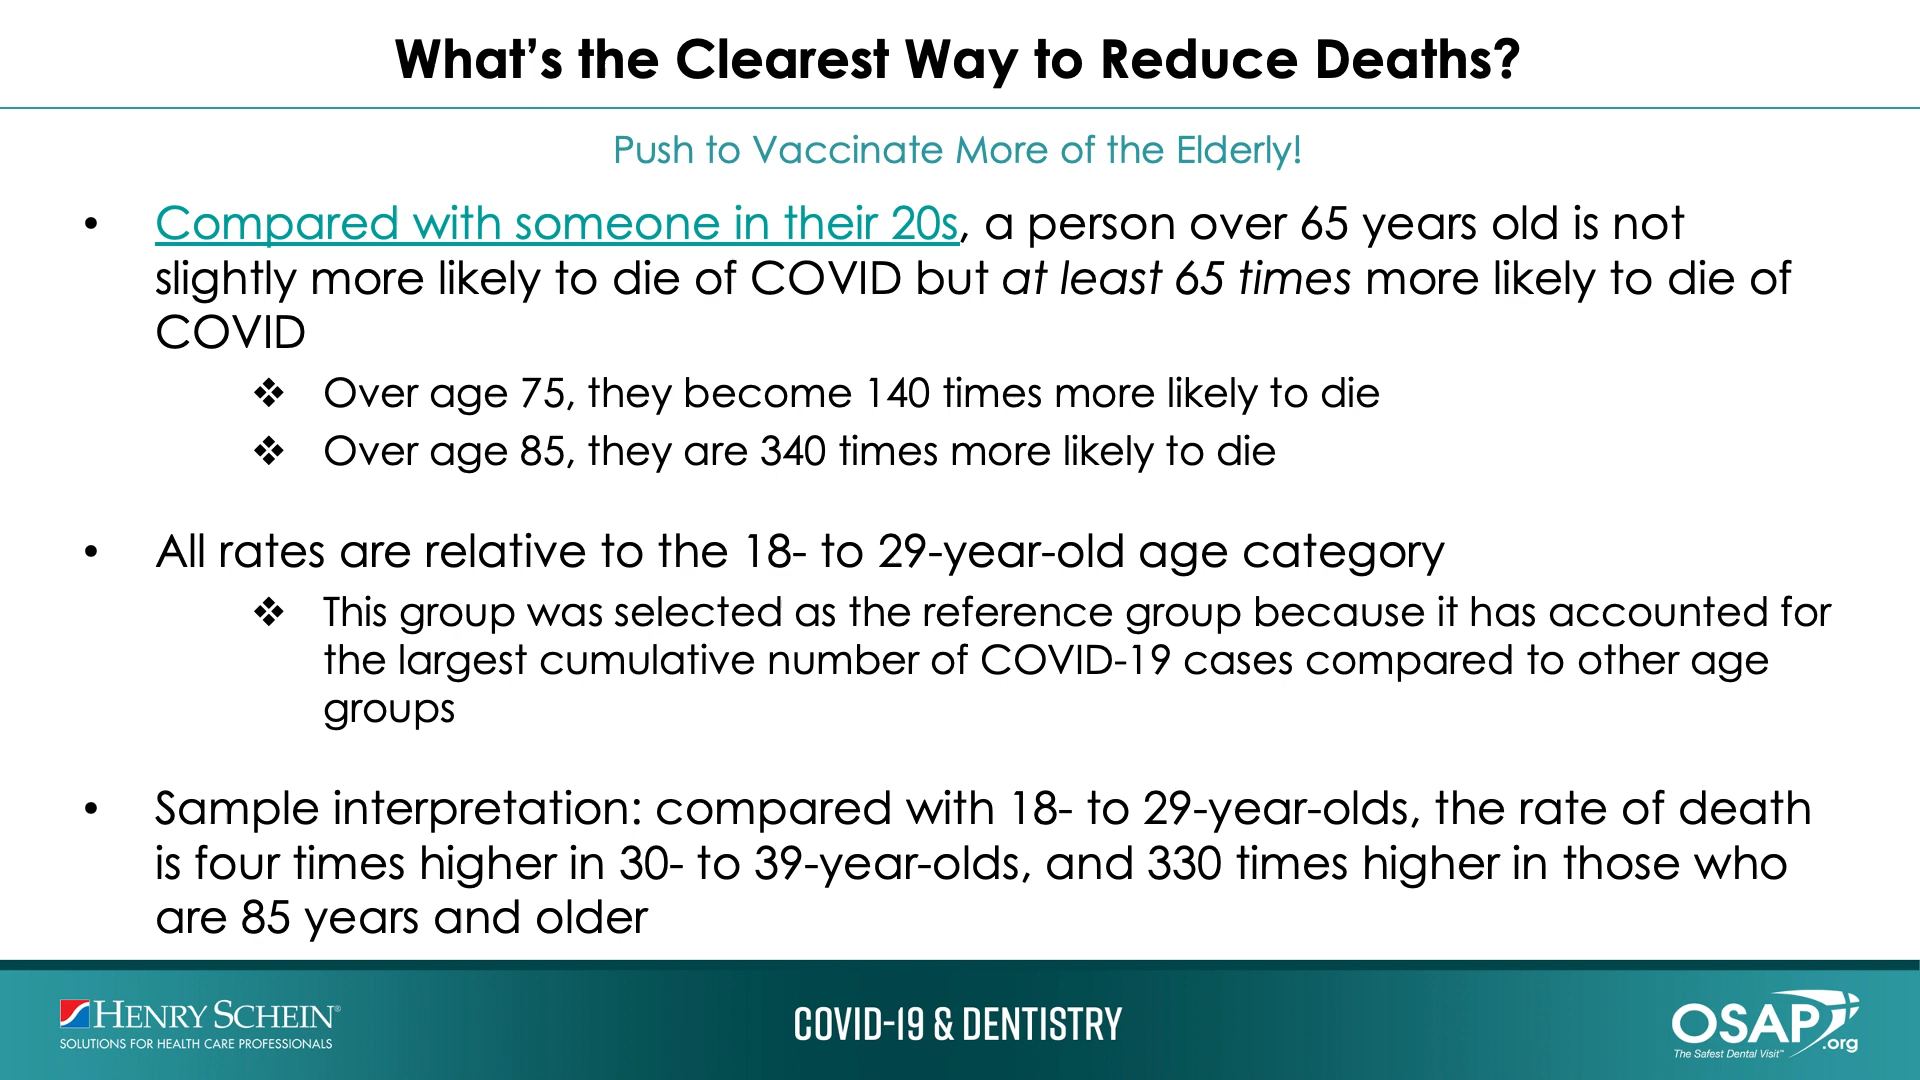 What’s the Clearest Way to Reduce Deaths?
Push to Vaccinate More of the Elderly!
• Compared with someone in their 20s, a person over 65 years old is not
slightly more likely to die of COVID but at least 65 times more likely to die of
COVID
❖ Over age 75, they become 140 times more likely to die
❖ Over age 85, they are 340 times more likely to die
• All rates are relative to the 18- to 29-year-old age category
❖ This group was selected as the reference group because it has accounted for
the largest cumulative number of COVID-19 cases compared to other age
groups
• Sample interpretation: compared with 18- to 29-year-olds, the rate of death
is four times higher in 30- to 39-year-olds, and 330 times higher in those who
are 85 years and older
HENRY SCHEIN®
SOLUTIONS FOR HEALTH CARE PROFESSIONALS
COVID-19 & DENTISTRY
OSAP
.org
The Safest Dental Visit™